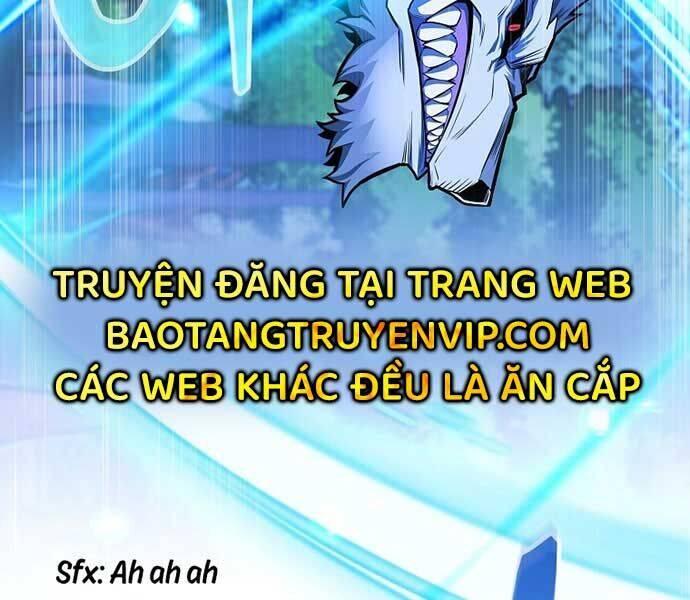 TRUYỆN ĐĂNG TẠI TRANG WEB
BAOTANGTRUYENVIP.COM
CÁC WEB KHÁC ĐỀU LÀ ĂN CẮP
Sfx: Ah ah ah